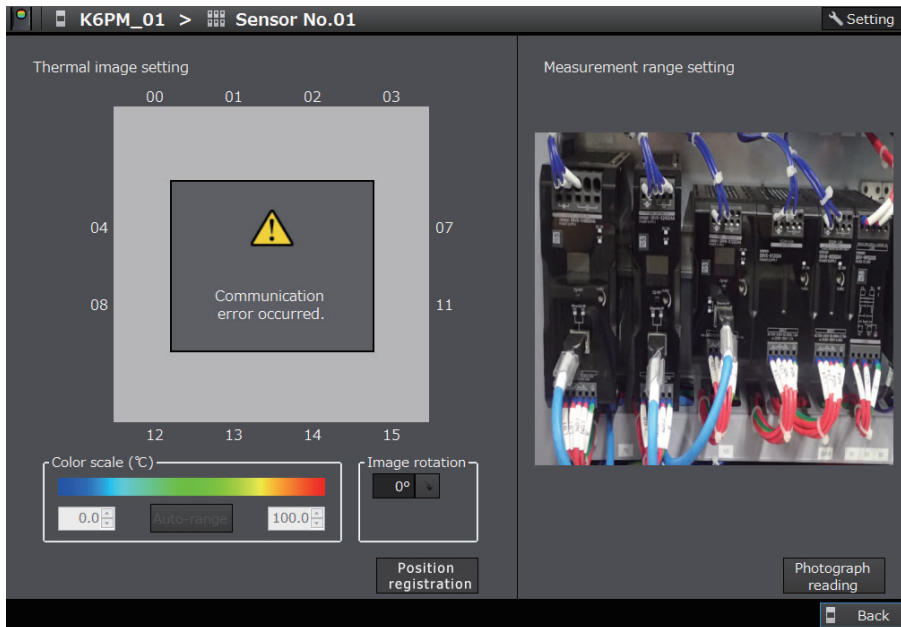 K6PM_01 > Sensor No.01
Setting
Thermal image setting
00 01 02 03
04 07
08 11
Communication
error occurred.
12 13 14 15
Color scale (℃)
0.0 Auto-range 100.0
Image rotation
0°
Position
registration
Measurement range setting
Photograph
reading
Back